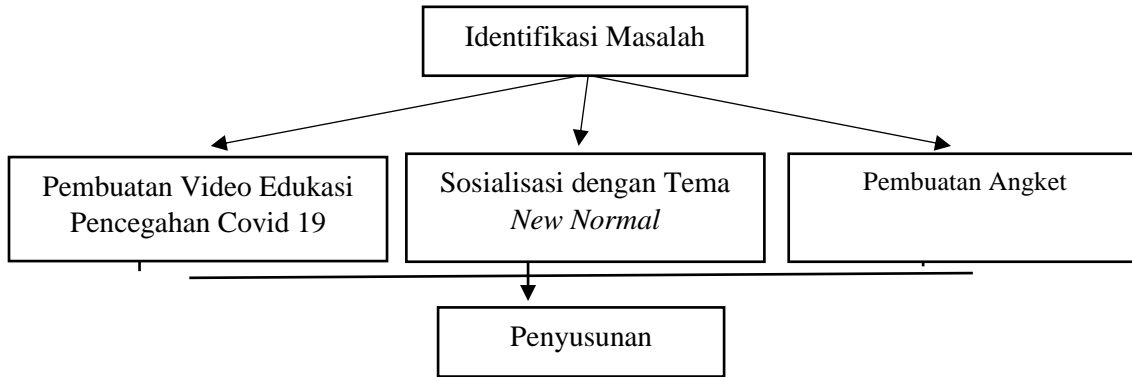 Identifikasi Masalah
Pembuatan Video Edukasi
Pencegahan Covid 19
Sosialisasi dengan Tema
New Normal
Pembuatan Angket
Penyusunan